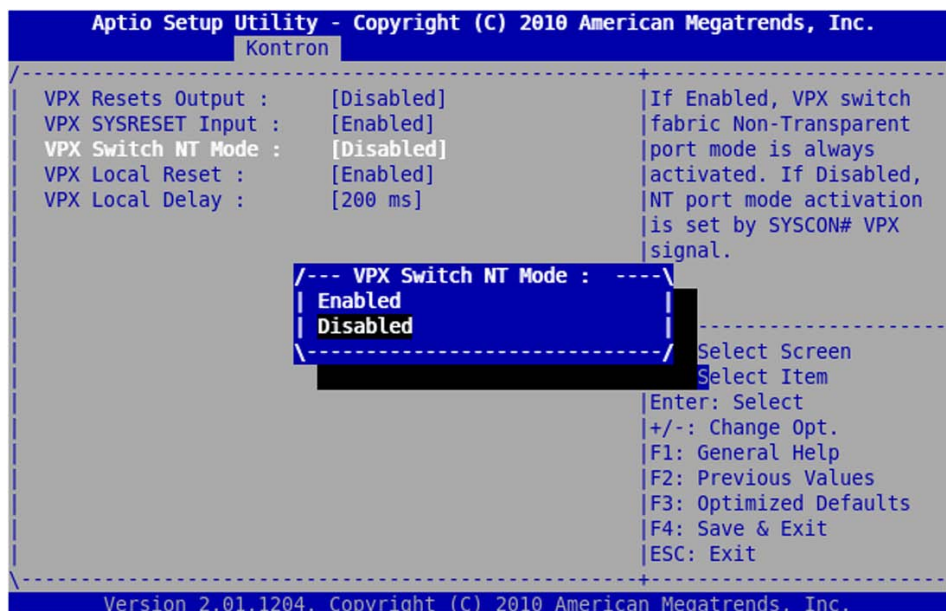 Aptio Setup Utility - Copyright (C) 2010 American Megatrends, Inc.
Kontron
VPX Resets Output : [Disabled]
VPX SYSRESET Input : [Enabled]
VPX Switch NT Mode : [Disabled]
VPX Local Reset : [Enabled]
VPX Local Delay : [200 ms]
If Enabled, VPX switch
fabric Non-Transparent
port mode is always
activated. If Disabled,
NT port mode activation
is set by SYSCON# VPX
signal.
/--- VPX Switch NT Mode : ----\
Enabled
Disabled
Select Screen
Select Item
Enter: Select
+/-: Change Opt.
F1: General Help
F2: Previous Values
F3: Optimized Defaults
F4: Save & Exit
ESC: Exit
Version 2.01.1204. Copyright (C) 2010 American Megatrends, Inc.